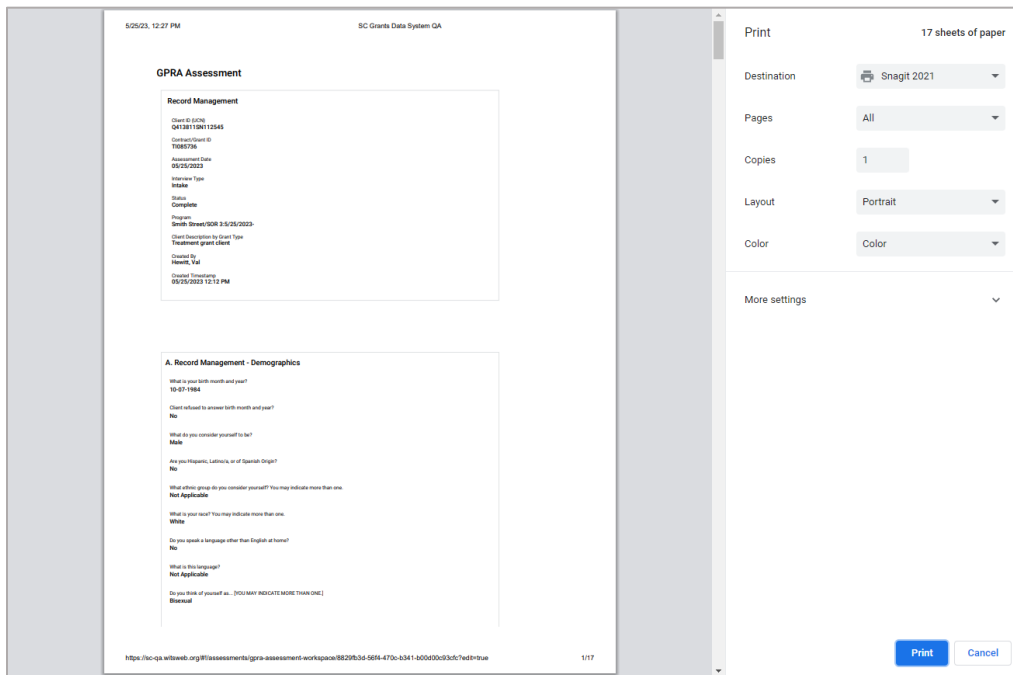 5/25/23, 12:27 PM
SC Grants Data System QA
GPRA Assessment
Record Management
Client ID (UCN)
Q413811SN112545
Contract/Grant ID
TI085736
Assessment Date
05/25/2023
Interview Type
Intake
Status
Complete
Program
Smith Street/SOR 3:5/25/2023-
Client Description by Grant Type
Treatment grant client
Created By
Hewitt, Val
Created Timestamp
05/25/2023 12:12 PM
A. Record Management - Demographics
What is your birth month and year?
10-07-1984
Client refused to answer birth month and year?
No
What do you consider yourself to be?
Male
Are you Hispanic, Latino/a, or of Spanish Origin?
No
What ethnic group do you consider yourself? You may indicate more than one.
Not Applicable
What is your race? You may indicate more than one.
White
Do you speak a language other than English at home?
No
What is this language?
Not Applicable
Do you think of yourself as... [YOU MAY INDICATE MORE THAN ONE.]
Bisexual
https://sc-qa.witsweb.org/#!/assessments/gpra-assessment-workspace/8829fb3d-56f4-470c-b341-b00d00c93cfc?edit=true
1/17
Print
17 sheets of paper
Destination
Snagit 2021
Pages
All
Copies
1
Layout
Portrait
Color
Color
More settings
Print
Cancel